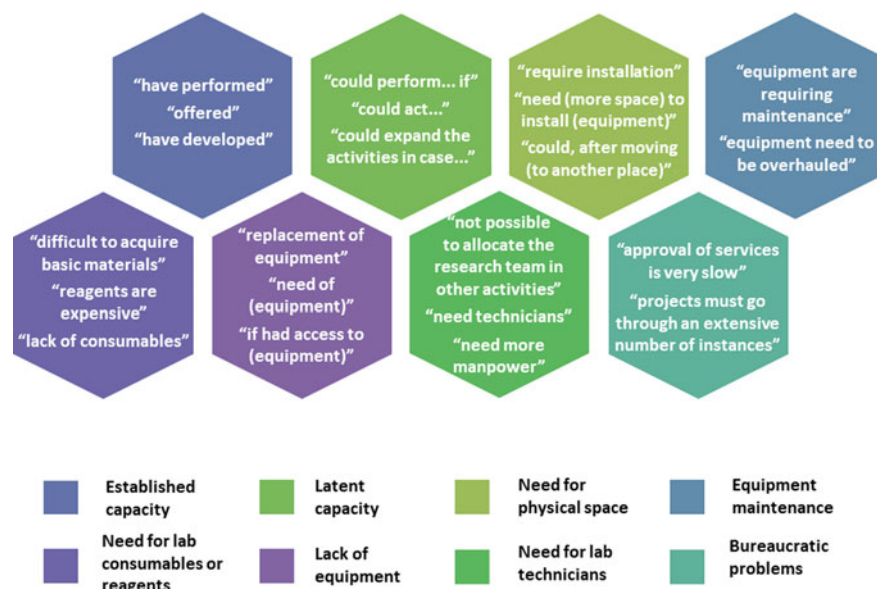 “have performed”
“offered”
“have developed”
“could perform... if”
“could act...”
“could expand the
activities in case...”
“require installation”
“need (more space) to
install (equipment)”
“could, after moving
(to another place)”
“equipment are
requiring
maintenance”
“equipment need to
be overhauled”
“difficult to acquire
basic materials”
“reagents are
expensive”
“lack of consumables”
“replacement of
equipment”
“need of
(equipment)”
“if had access to
(equipment)”
“not possible
to allocate the
research team in
other activities”
“need technicians”
“need more
manpower”
“approval of services
is very slow”
“projects must go
through an extensive
number of instances”
Established
capacity
Latent
capacity
Need for
physical space
Equipment
maintenance
Need for lab
consumables or
reagents
Lack of
equipment
Need for lab
technicians
Bureaucratic
problems